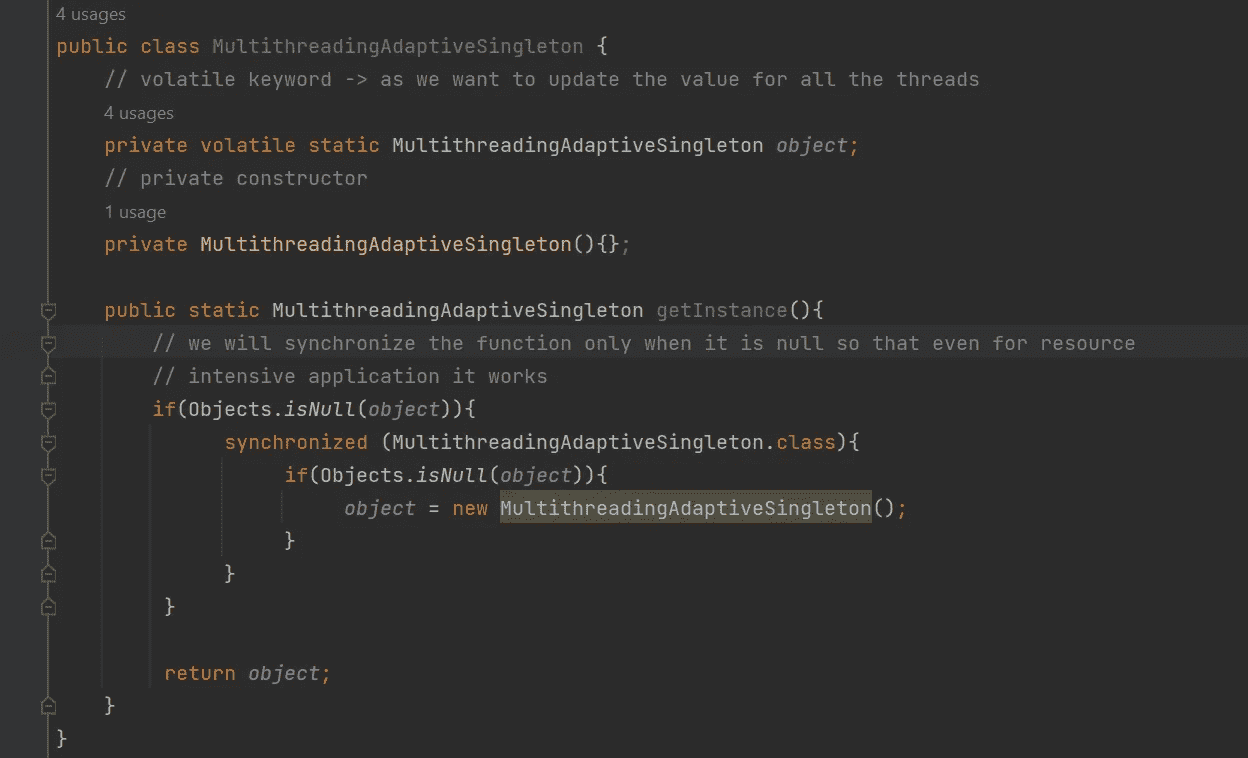 4 usages
public class MultithreadingAdaptiveSingleton {
// volatile keyword -> as we want to update the value for all the threads
4 usages
private volatile static MultithreadingAdaptiveSingleton object;
// private constructor
1 usage
private MultithreadingAdaptiveSingleton(){};
public static MultithreadingAdaptiveSingleton getInstance(){
// we will synchronize the function only when it is null so that even for resource
// intensive application it works
if(Objects.isNull(object)){
synchronized (MultithreadingAdaptiveSingleton.class){
if(Objects.isNull(object)){
object = new MultithreadingAdaptiveSingleton();
}
}
}
return object;
}
}